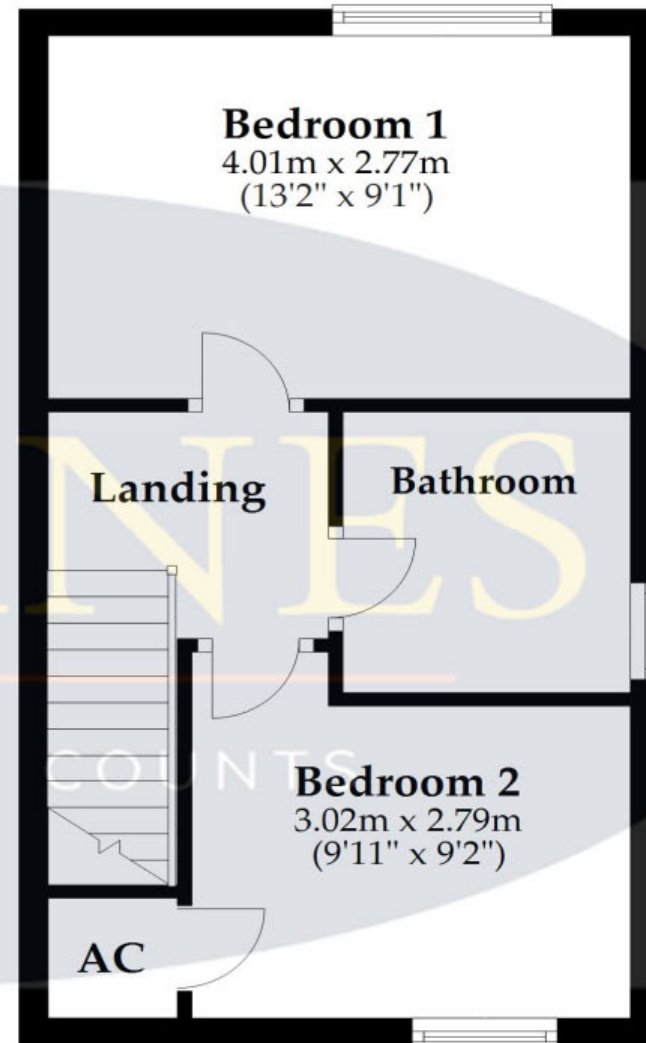 Bedroom 1
4.01m x 2.77m
(13'2" x 9'1")
Landing
Bathroom
COUNTS
Bedroom 2
3.02m x 2.79m
(9'11" x 9'2")
AC